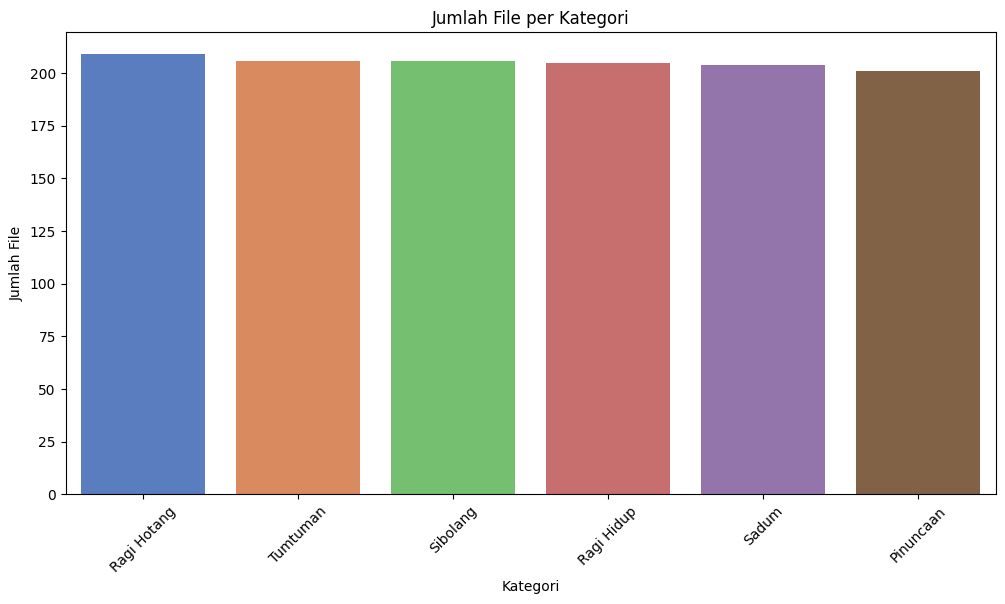 Jumlah File per Kategori
Jumlah File
200
175
150
125
100
75
50
25
0
Ragi Hotang
Tumtuman
Sibolang
Ragi Hidup
Sadum
Pinuncaan
Kategori